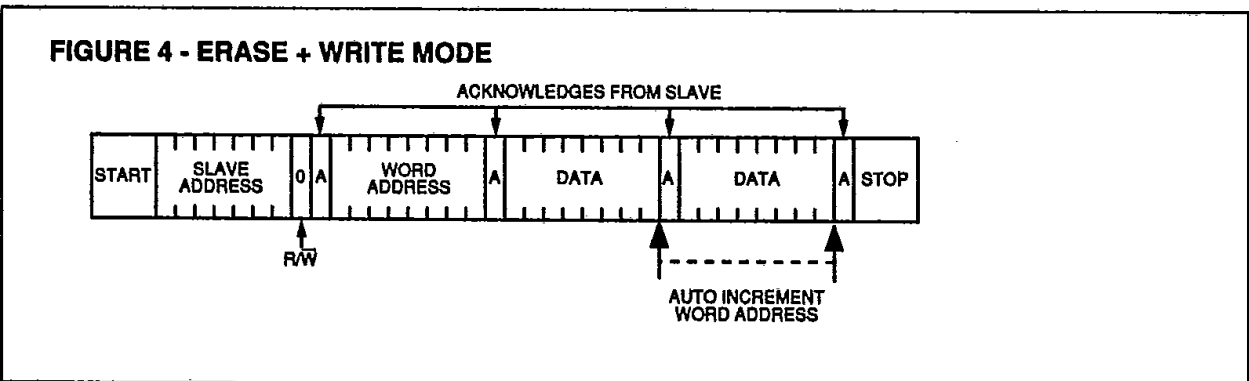 FIGURE 4 - ERASE + WRITE MODE
ACKNOWLEDGES FROM SLAVE
START
SLAVE
ADDRESS
0
A
WORD
ADDRESS
A
DATA
A
DATA
A
STOP
R/W̅
AUTO INCREMENT
WORD ADDRESS